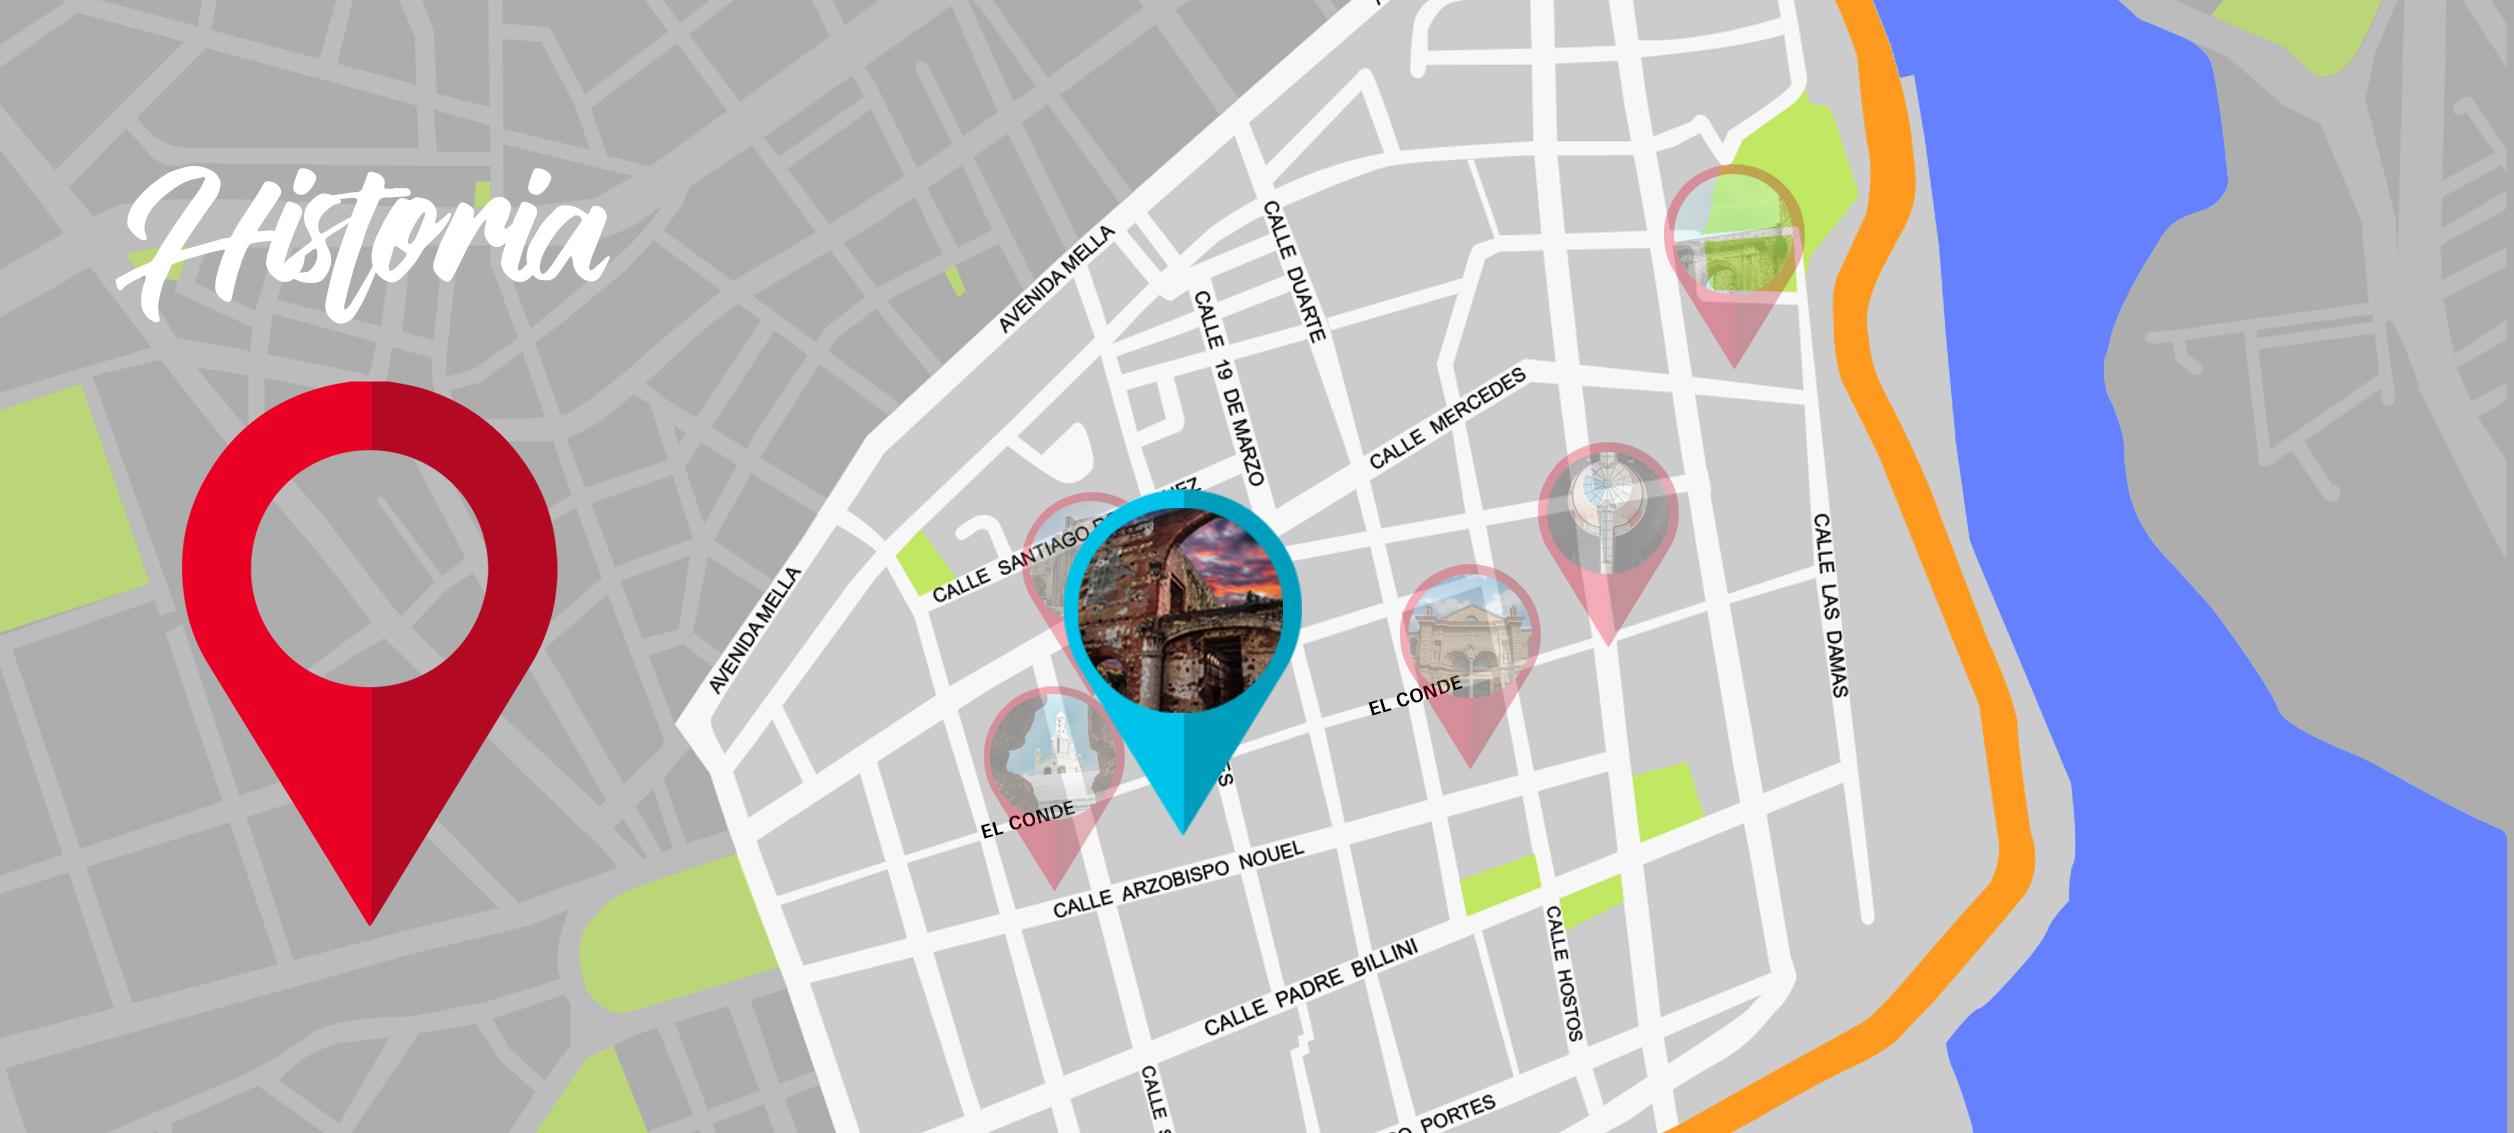 Historia
AVENIDA MELLA
CALLE DUARTE
CALLE 19 DE MARZO
CALLE MERCEDES
CALLE SANTIAGO
AVENIDA MELLA
CALLE LAS DAMAS
EL CONDE
EL CONDE
CALLE ARZOBISPO NOUEL
CALLE PADRE BILLINI
CALLE HOSTOS
CALLE
PORTES